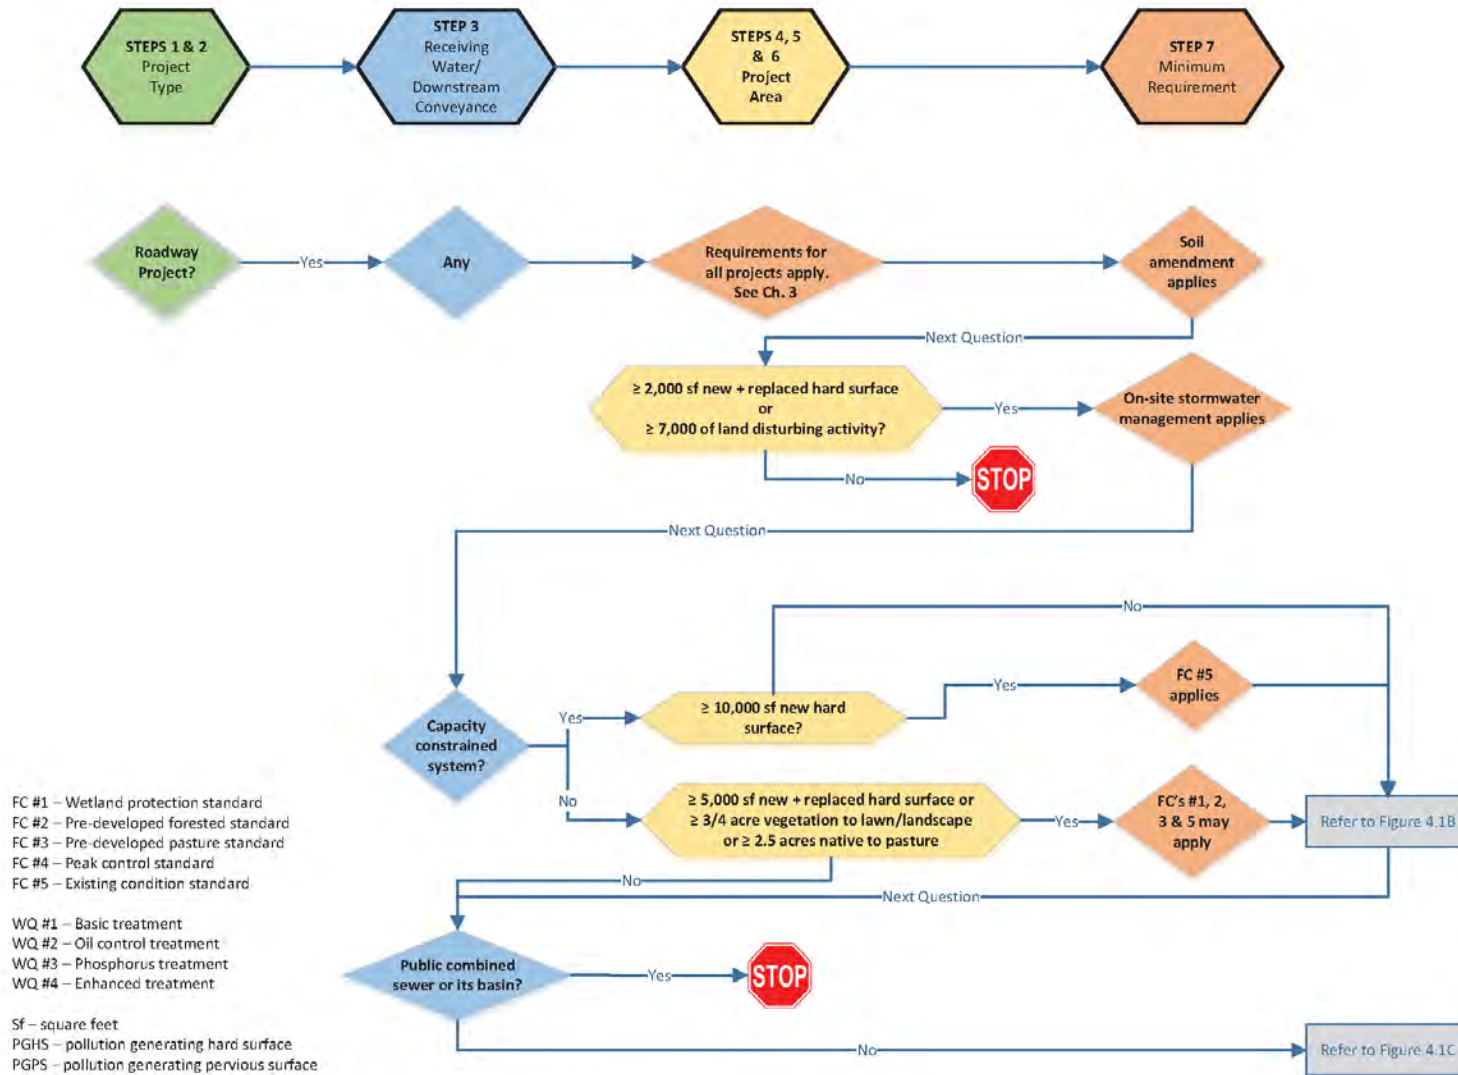 STEPS 1 & 2
Project
Type
STEP 3
Receiving
Water/
Downstream
Conveyance
STEPS 4, 5
& 6
Project
Area
STEP 7
Minimum
Requirement
Roadway
Project?
Yes
Any
Requirements for
all projects apply.
See Ch. 3
Soil
amendment
applies
Next Question
≥ 2,000 sf new + replaced hard surface
or
≥ 7,000 of land disturbing activity?
Yes
On-site stormwater
management applies
No
STOP
Next Question
No
Capacity
constrained
system?
Yes
≥ 10,000 sf new hard
surface?
Yes
FC #5
applies
No
≥ 5,000 sf new + replaced hard surface or
≥ 3/4 acre vegetation to lawn/landscape
or ≥ 2.5 acres native to pasture
Yes
FC's #1, 2,
3 & 5 may
apply
Refer to Figure 4.1B
No
Next Question
Public combined
sewer or its basin?
Yes
STOP
No
Refer to Figure 4.1C
FC #1 – Wetland protection standard
FC #2 – Pre-developed forested standard
FC #3 – Pre-developed pasture standard
FC #4 – Peak control standard
FC #5 – Existing condition standard
WQ #1 – Basic treatment
WQ #2 – Oil control treatment
WQ #3 – Phosphorus treatment
WQ #4 – Enhanced treatment
Sf – square feet
PGHS – pollution generating hard surface
PGPS – pollution generating pervious surface